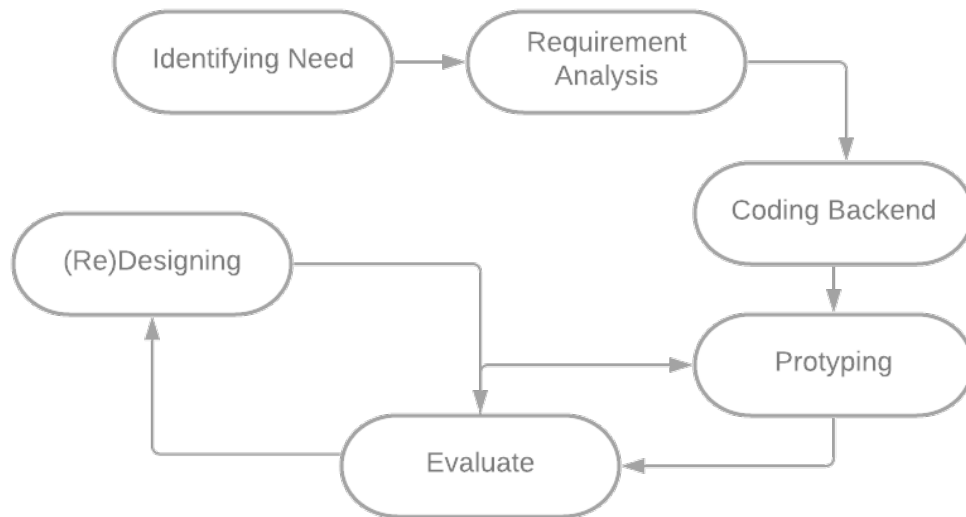 Identifying Need
Requirement
Analysis
Coding Backend
(Re)Designing
Protyping
Evaluate